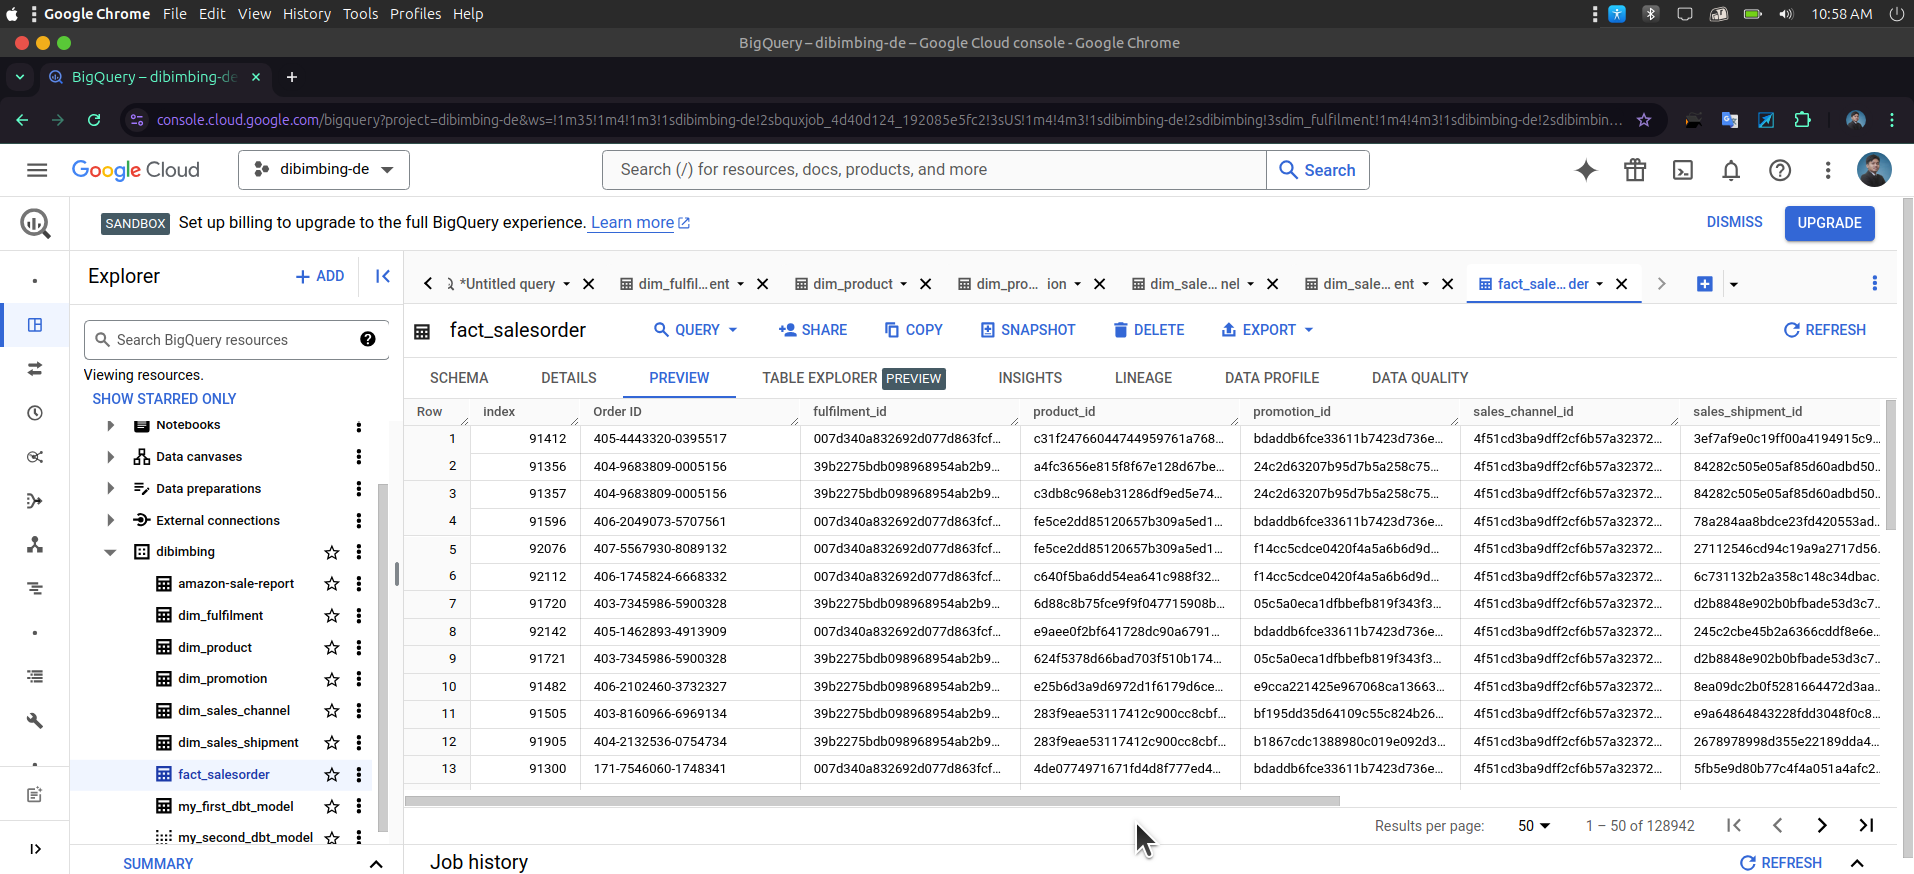 Google Chrome File Edit View History Tools Profiles Help 10:58 AM
BigQuery – dibimbing-de – Google Cloud console - Google Chrome
BigQuery – dibimbing-de
console.cloud.google.com/bigquery?project=dibimbing-de&ws=!1m35!1m4!1m3!1sdibimbing-de!2sbquxjob_4d40d124_192085e5fc2!3sUS!1m4!4m3!1sdibimbing-de!2sdibimbing!3sdim_fulfilment!1m4!4m3!1sdibimbing-de!2sdibimbin...
Google Cloud dibimbing-de Search (/) for resources, docs, products, and more Search
SANDBOX Set up billing to upgrade to the full BigQuery experience. Learn more DISMISS UPGRADE
Explorer + ADD
*Untitled query dim_fulfil...ent dim_product dim_pro... ion dim_sale... nel dim_sale... ent fact_sale... der
fact_salesorder QUERY SHARE COPY SNAPSHOT DELETE EXPORT REFRESH
Search BigQuery resources
Viewing resources.
SHOW STARRED ONLY
Notebooks
Data canvases
Data preparations
External connections
dibimbing
amazon-sale-report
dim_fulfilment
dim_product
dim_promotion
dim_sales_channel
dim_sales_shipment
fact_salesorder
my_first_dbt_model
my_second_dbt_model
SUMMARY
SCHEMA DETAILS PREVIEW TABLE EXPLORER PREVIEW INSIGHTS LINEAGE DATA PROFILE DATA QUALITY
Row index Order ID fulfilment_id product_id promotion_id sales_channel_id sales_shipment_id
1 91412 405-4443320-0395517 007d340a832692d077d863fcf... c31f24766044744959761a768... bdaddb6fce33611b7423d736e... 4f51cd3ba9dff2cf6b57a32372... 3ef7af9e0c19ff00a4194915c9...
2 91356 404-9683809-0005156 39b2275bdb098968954ab2b9... a4fc3656e815f8f67e128d67be... 24c2d63207b95d7b5a258c75... 4f51cd3ba9dff2cf6b57a32372... 84282c505e05af85d60adbd50...
3 91357 404-9683809-0005156 39b2275bdb098968954ab2b9... c3db8c968eb31286df9ed5e74... 24c2d63207b95d7b5a258c75... 4f51cd3ba9dff2cf6b57a32372... 84282c505e05af85d60adbd50...
4 91596 406-2049073-5707561 007d340a832692d077d863fcf... fe5ce2dd85120657b309a5ed1... bdaddb6fce33611b7423d736e... 4f51cd3ba9dff2cf6b57a32372... 78a284aa8bdce23fd420553ad...
5 92076 407-5567930-8089132 007d340a832692d077d863fcf... fe5ce2dd85120657b309a5ed1... f14cc5cdce0420f4a5a6b6d9d... 4f51cd3ba9dff2cf6b57a32372... 27112546cd94c19a9a2717d56...
6 92112 406-1745824-6668332 007d340a832692d077d863fcf... c640f5ba6dd54ea641c988f32... f14cc5cdce0420f4a5a6b6d9d... 4f51cd3ba9dff2cf6b57a32372... 6c731132b2a358c148c34dbac...
7 91720 403-7345986-5900328 39b2275bdb098968954ab2b9... 6d88c8b75fce9f9f047715908b... 05c5a0eca1dfbbefb819f343f3... 4f51cd3ba9dff2cf6b57a32372... d2b8848e902b0bfbade53d3c7...
8 92142 405-1462893-4913909 007d340a832692d077d863fcf... e9aee0f2bf641728dc90a6791... bdaddb6fce33611b7423d736e... 4f51cd3ba9dff2cf6b57a32372... 245c2cbe45b2a6366cddf8e6e...
9 91721 403-7345986-5900328 39b2275bdb098968954ab2b9... 624f5378d66bad703f510b174... 05c5a0eca1dfbbefb819f343f3... 4f51cd3ba9dff2cf6b57a32372... d2b8848e902b0bfbade53d3c7...
10 91482 406-2102460-3732327 39b2275bdb098968954ab2b9... e25b6d3a9d6972d1f6179d6ce... e9cca221425e967068ca13663... 4f51cd3ba9dff2cf6b57a32372... 8ea09dc2b0f5281664472d3aa...
11 91505 403-8160966-6969134 39b2275bdb098968954ab2b9... 283f9eae53117412c900cc8cbf... bf195dd35d64109c55c824b26... 4f51cd3ba9dff2cf6b57a32372... e9a64864843228fdd3048f0c8...
12 91905 404-2132536-0754734 39b2275bdb098968954ab2b9... 283f9eae53117412c900cc8cbf... b1867cdc1388980c019e092d3... 4f51cd3ba9dff2cf6b57a32372... 2678978998d355e22189dda4...
13 91300 171-7546060-1748341 007d340a832692d077d863fcf... 4de0774971671fd4d8f777ed4... bdaddb6fce33611b7423d736e... 4f51cd3ba9dff2cf6b57a32372... 5fb5e9d80b77c4f4a051a4afc2...
Results per page: 50 1 – 50 of 128942
Job history REFRESH